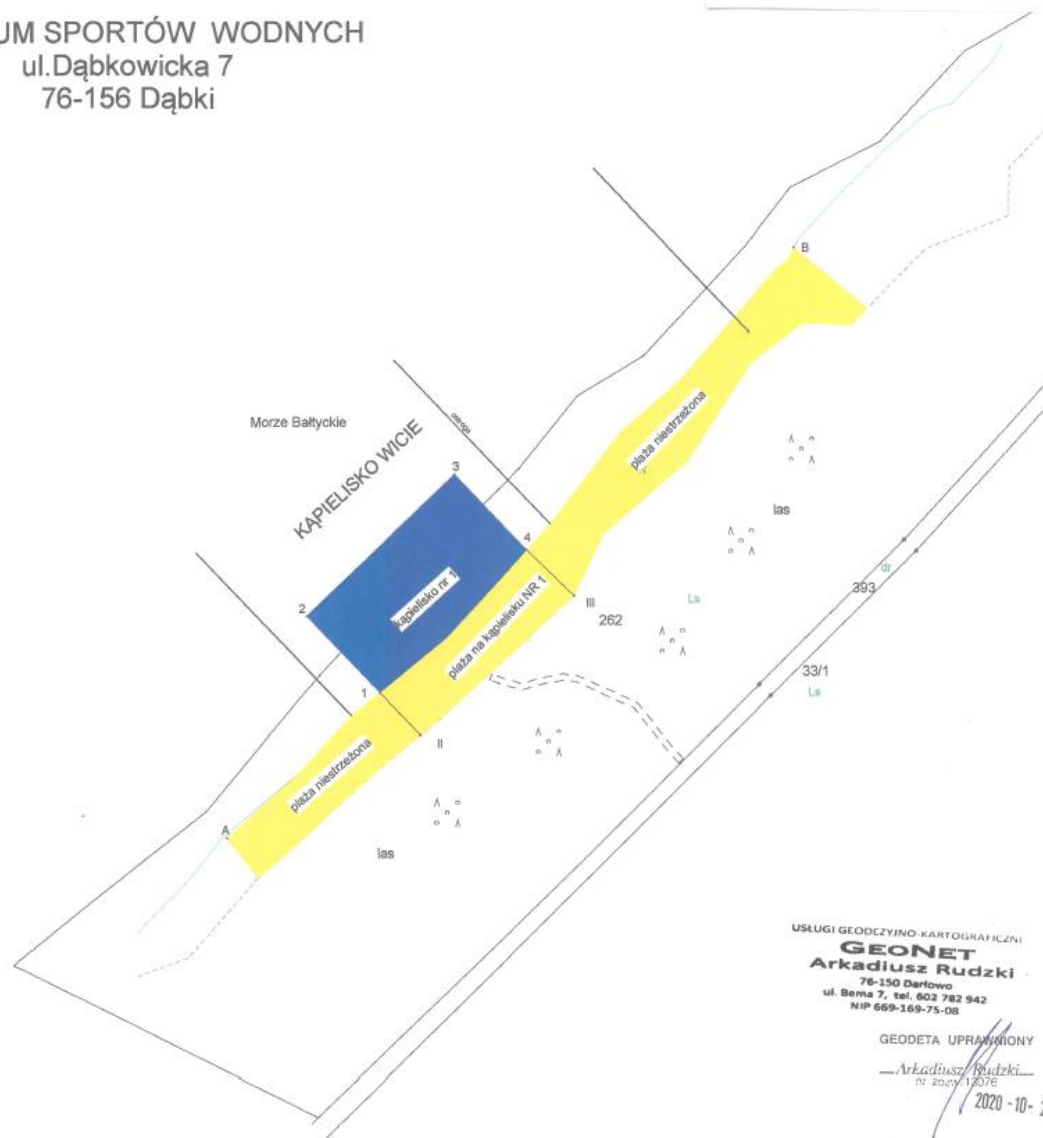 UM SPORTÓW WODNYCH
ul.Dąbkowicka 7
76-156 Dąbki
B
Morze Bałtyckie
ostroga
KĄPIELISKO WICIE
plaża niestrzeżona
3
las
4
kąpielisko nr 1
plaża na kąpielisku NR 1
dr
393
2
III
262
Ls
33/1
Ls
1
II
plaża niestrzeżona
A
las
USŁUGI GEODEZYJNO-KARTOGRAFICZN
GEONET
Arkadiusz Rudzki
76-150 Darłowo
ul. Bema 7, tel. 602 782 942
NIP 669-169-75-08
GEODETA UPRAWNIONY
Arkadiusz Rudzki
2020 -10- 2